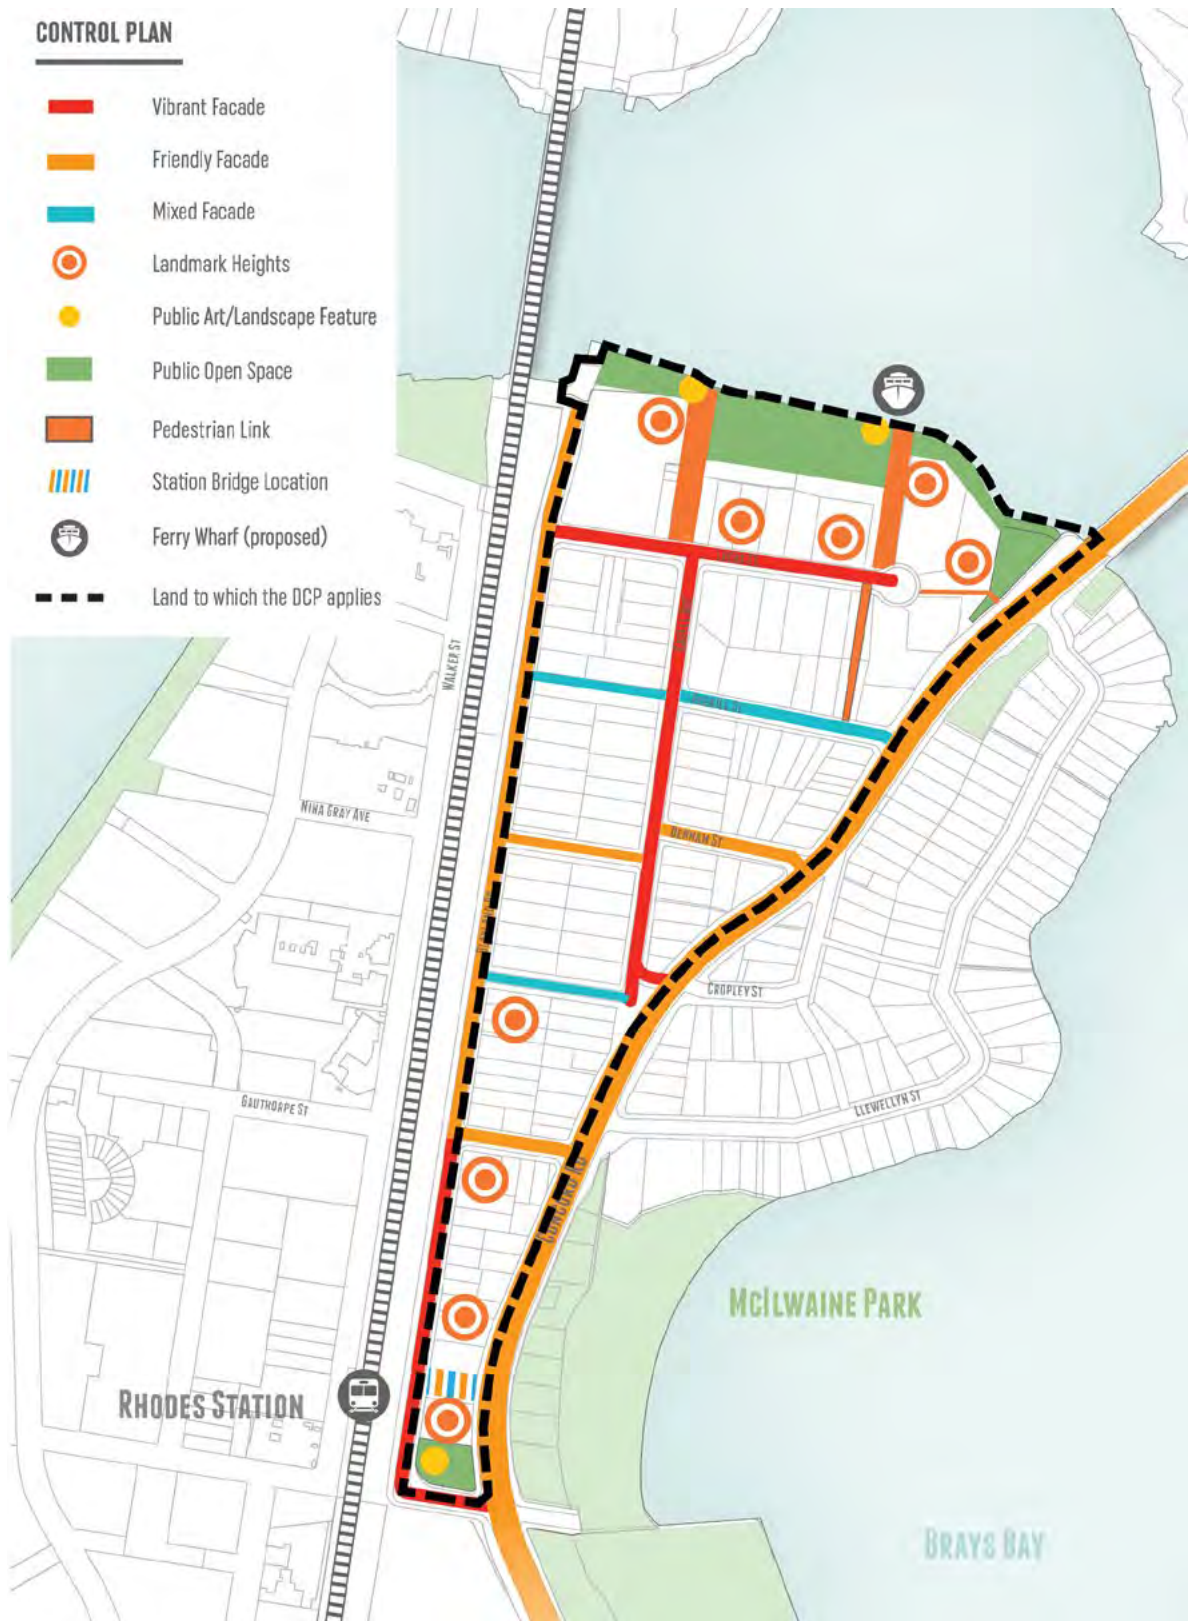 CONTROL PLAN
Vibrant Facade
Friendly Facade
Mixed Facade
Landmark Heights
Public Art/Landscape Feature
Public Open Space
Pedestrian Link
Station Bridge Location
Ferry Wharf (proposed)
Land to which the DCP applies
WALKER ST
NINA GRAY AVE
DENHAM ST
CROPLEY ST
GAUTHORPE ST
LLEWELLYN ST
CONCORD RD
MCILWAINE PARK
RHODES STATION
BRAYS BAY